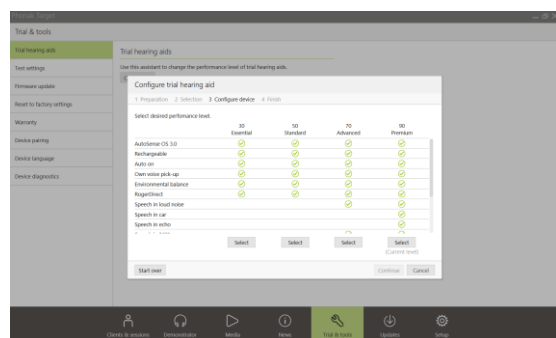 Phonak Target
Trial & tools
Trial hearing aids
Test settings
Firmware update
Reset to factory settings
Warranty
Device pairing
Device language
Device diagnostics
Trial hearing aids
Use this assistant to change the performance level of trial hearing aids.
Configure trial hearing aid
1 Preparation 2 Selection 3 Configure device 4 Finish
Select desired perfomance level.
30 50 70 90
Essential Standard Advanced Premium
AutoSense OS 3.0
Rechargeable
Auto on
Own voice pick-up
Environmental balance
RogerDirect
Speech in loud noise
Speech in car
Speech in echo
Select Select Select Select
(Current level)
Start over Continue Cancel
Clients & sessions Demonstrator Media News Trial & tools Updates Setup